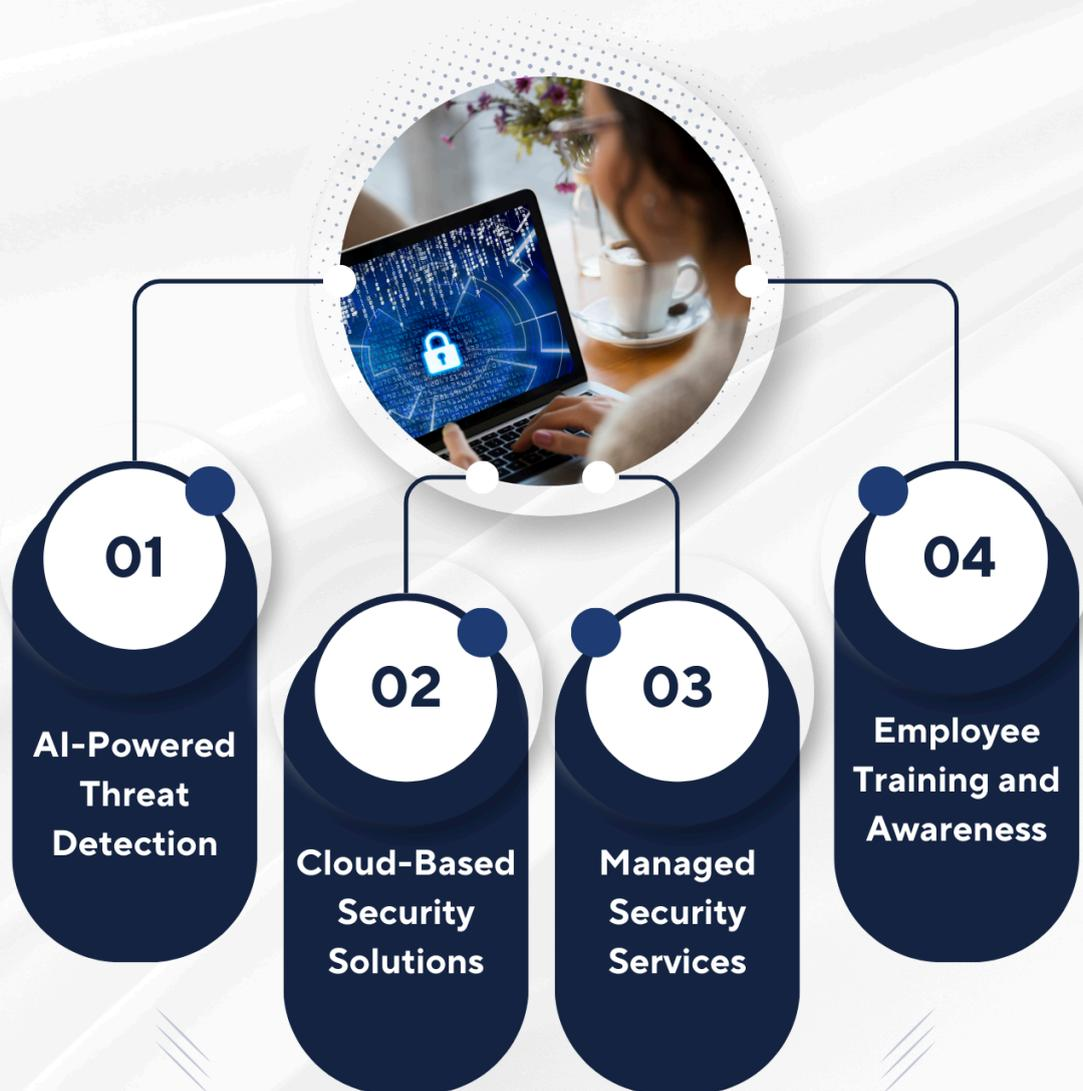 01
AI-Powered
Threat
Detection
02
Cloud-Based
Security
Solutions
03
Managed
Security
Services
04
Employee
Training and
Awareness